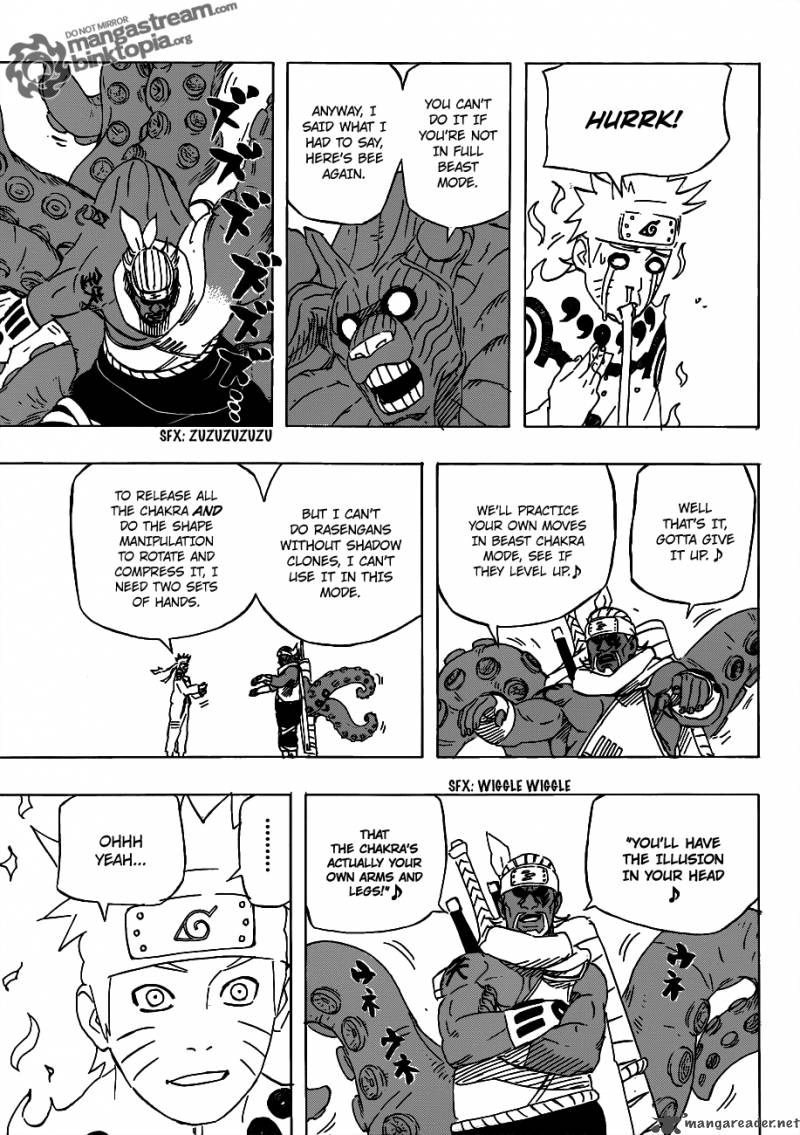 DO NOT MIRROR
mangastream.com
binktopia.org
HURRK!
YOU CAN'T
DO IT IF
YOU'RE NOT
IN FULL
BEAST
MODE.
ANYWAY, I
SAID WHAT I
HAD TO SAY,
HERE'S BEE
AGAIN.
ズズズズズ...
SFX: ZUZUZUZUZU
WELL
THAT'S IT,
GOTTA GIVE
IT UP.♪
WE'LL PRACTICE
YOUR OWN MOVES
IN BEAST CHAKRA
MODE, SEE IF
THEY LEVEL UP.♪
BUT I CAN'T
DO RASENGANS
WITHOUT SHADOW
CLONES, I CAN'T
USE IT IN THIS
MODE.
TO RELEASE ALL
THE CHAKRA AND
DO THE SHAPE
MANIPULATION
TO ROTATE AND
COMPRESS IT, I
NEED TWO SETS
OF HANDS.
SFX: WIGGLE WIGGLE
"YOU'LL HAVE
THE ILLUSION
IN YOUR HEAD
♪
THAT
THE CHAKRA'S
ACTUALLY YOUR
OWN ARMS AND
LEGS!"♪
ウネ
ウネ
ウネ
.........
OHHH
YEAH...
mangareader.net